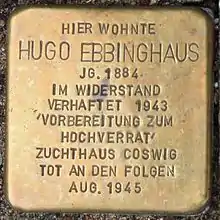 HIER WOHNTE
HUGO EBBINGHAUS
JG. 1884
IM WIDERSTAND
VERHAFTET 1943
'VORBEREITUNG ZUM
HOCHVERRAT'
ZUCHTHAUS COSWIG
TOT AN DEN FOLGEN
AUG. 1945